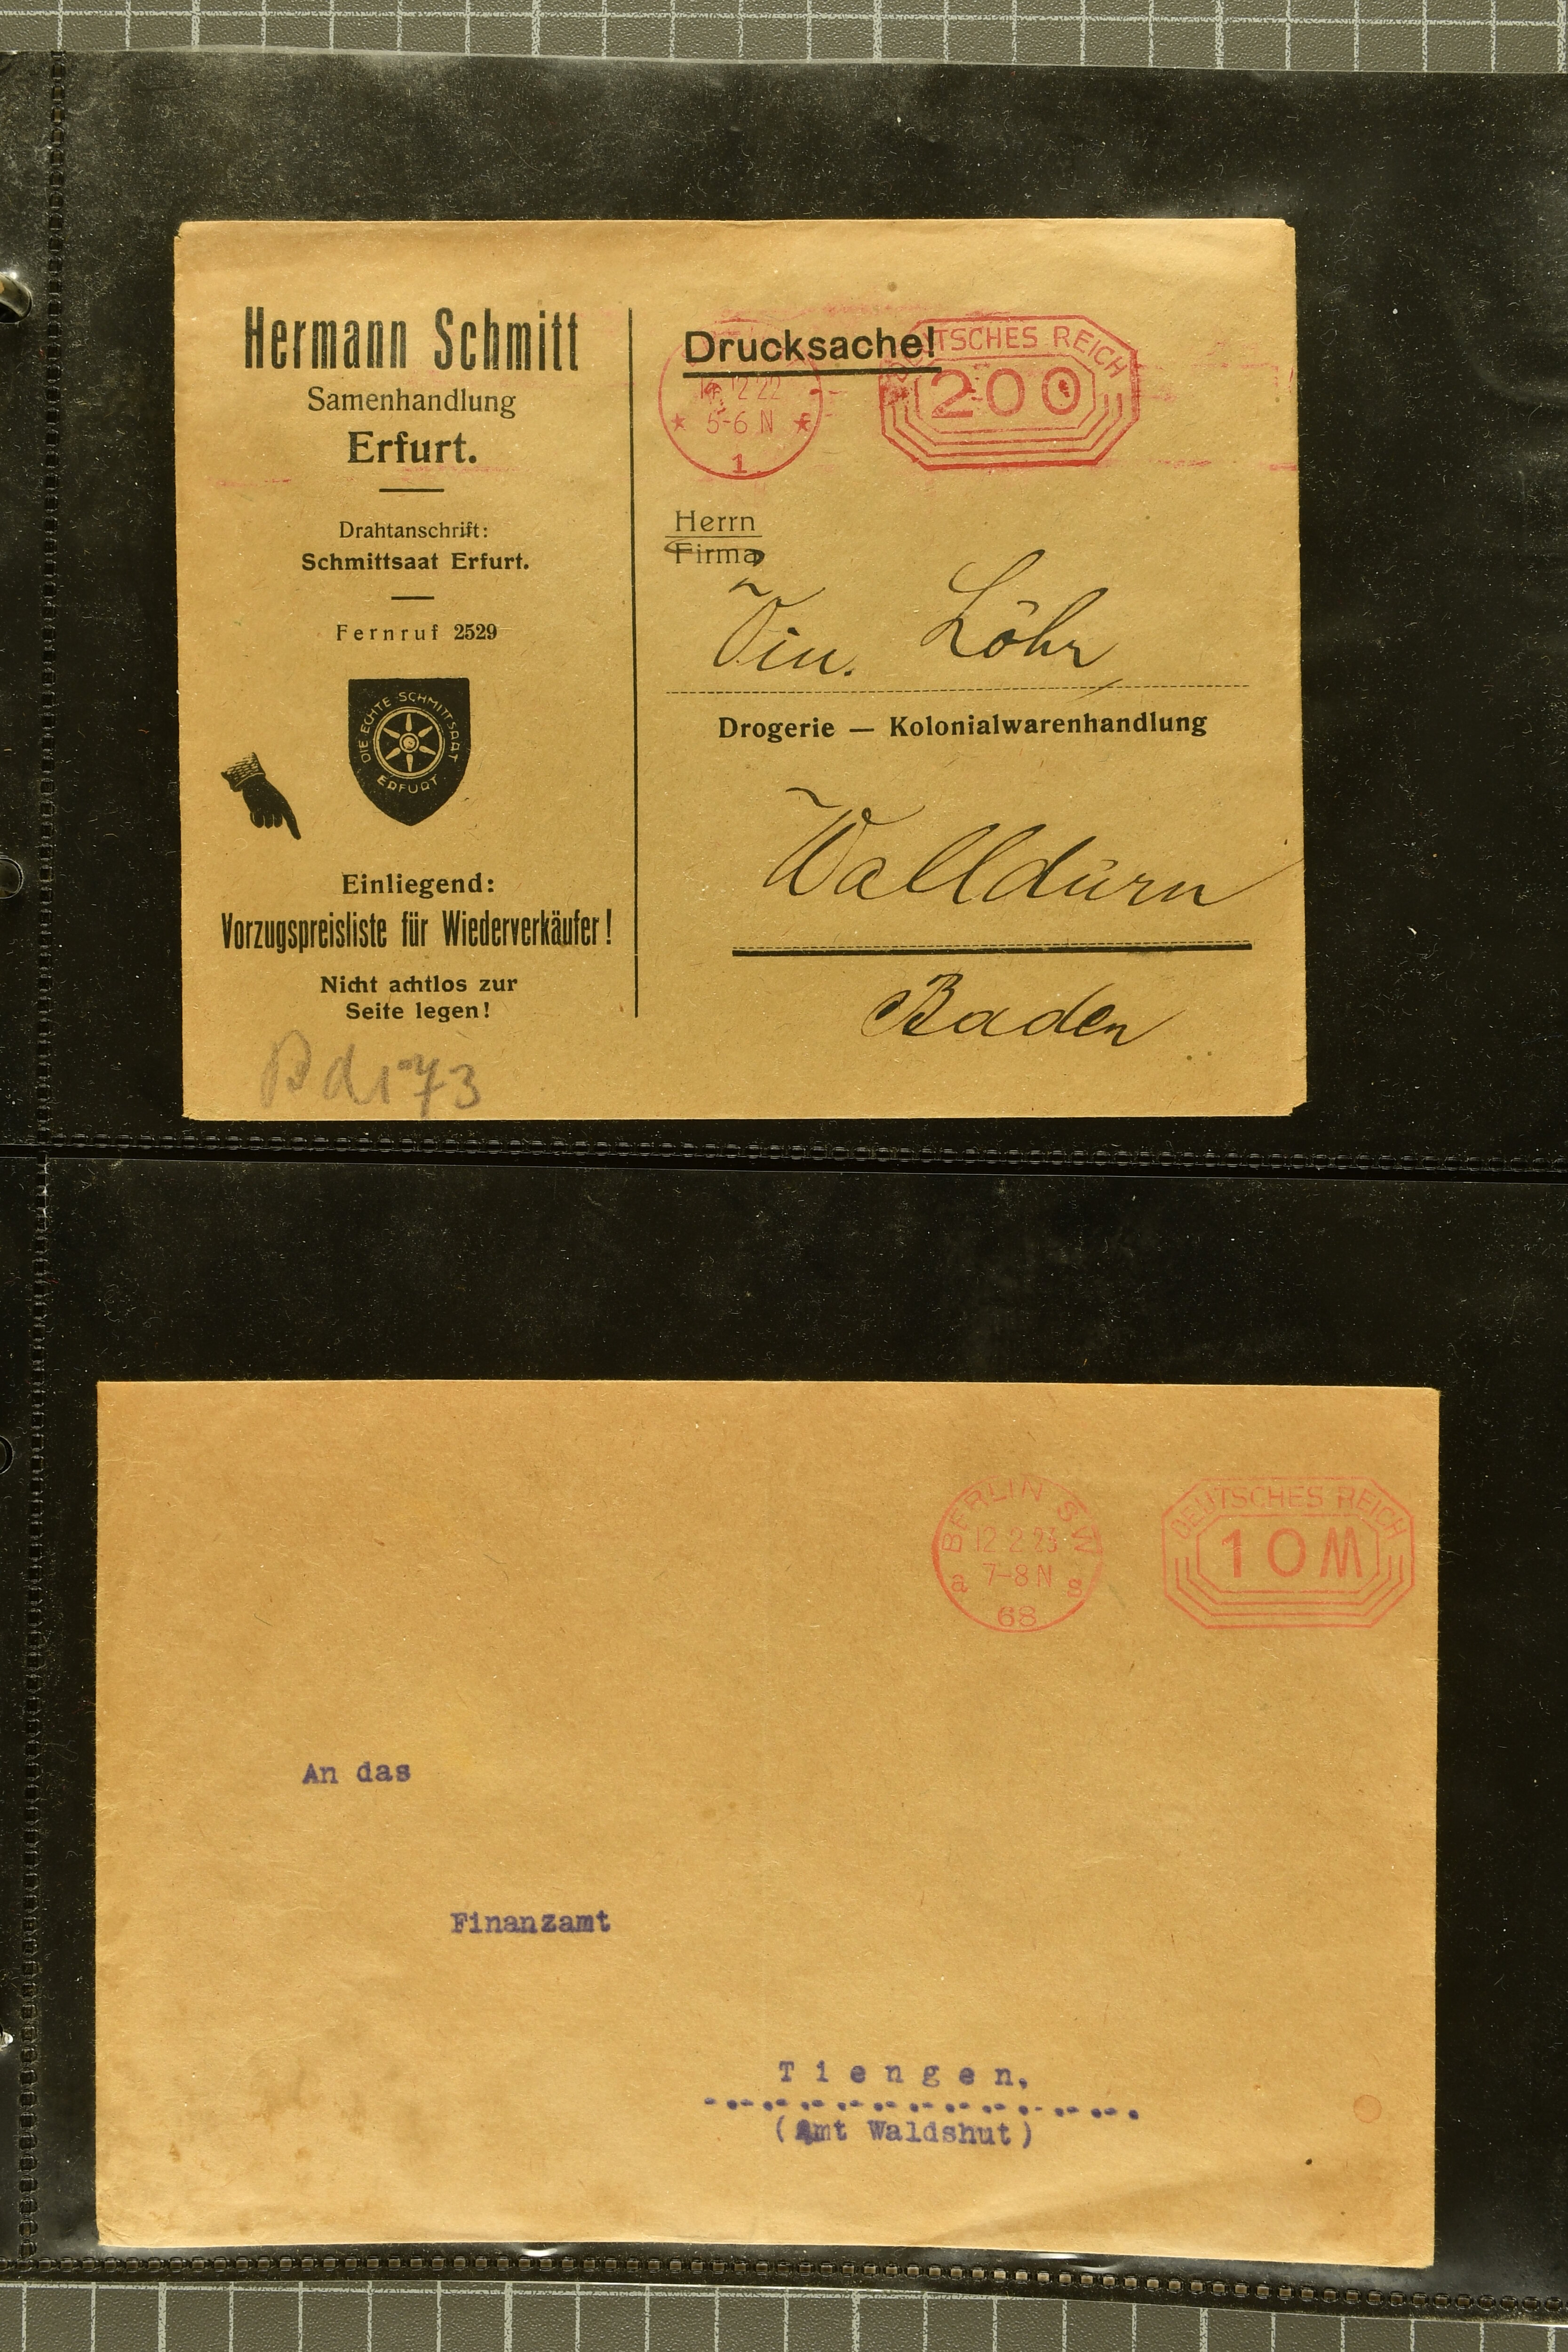 Hermann Schmitt
Samenhandlung
Erfurt.
Drahtanschrift:
Schmittsaat Erfurt.
Fernruf 2529
DIE ECHTE SCHMITTSAAT
ERFURT
Einliegend:
Vorzugspreisliste für Wiederverkäufer!
Nicht achtlos zur
Seite legen!
Drucksache!
12 22
5-6 N
1
DEUTSCHES REICH
200
Herrn
Firma
Löhr
Drogerie — Kolonialwarenhandlung
Walldürn
Baden
BERLIN SW
12.2.23
7-8 N
a s
68
DEUTSCHES REICH
10M
An das
Finanzamt
Tiengen,
(Amt Waldshut)